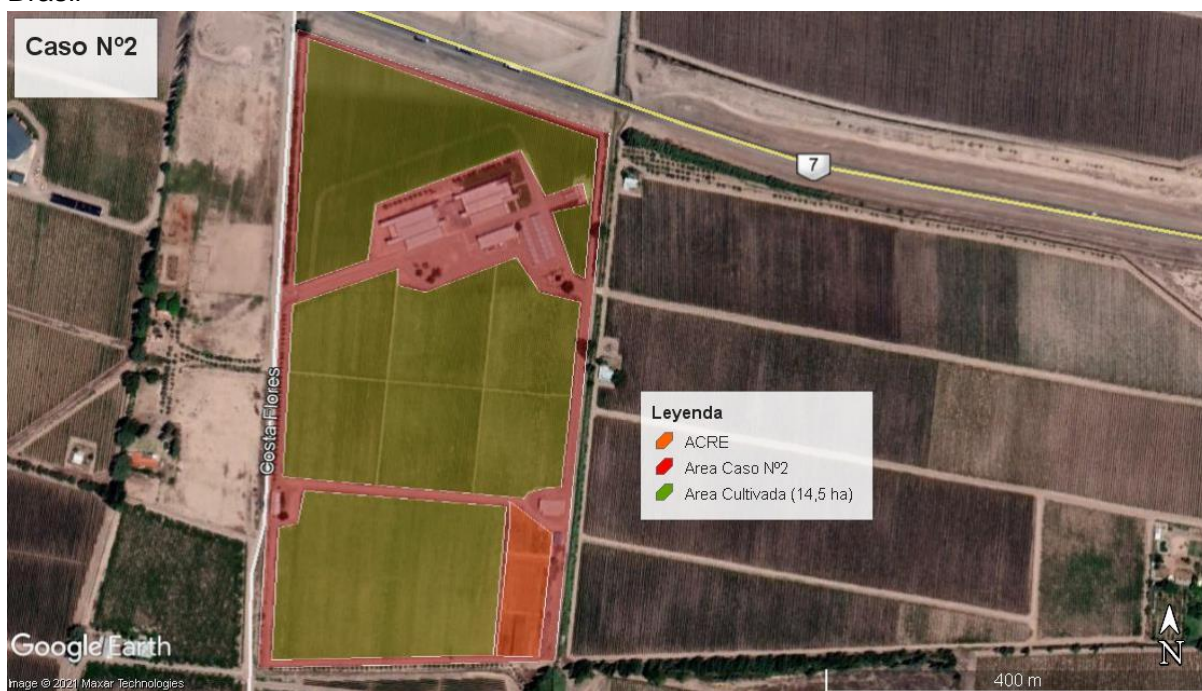 Caso Nº2
7
Costa Flores
Leyenda
ACRE
Area Caso Nº2
Area Cultivada (14,5 ha)
Google Earth
Image © 2021 Maxar Technologies
N
400 m